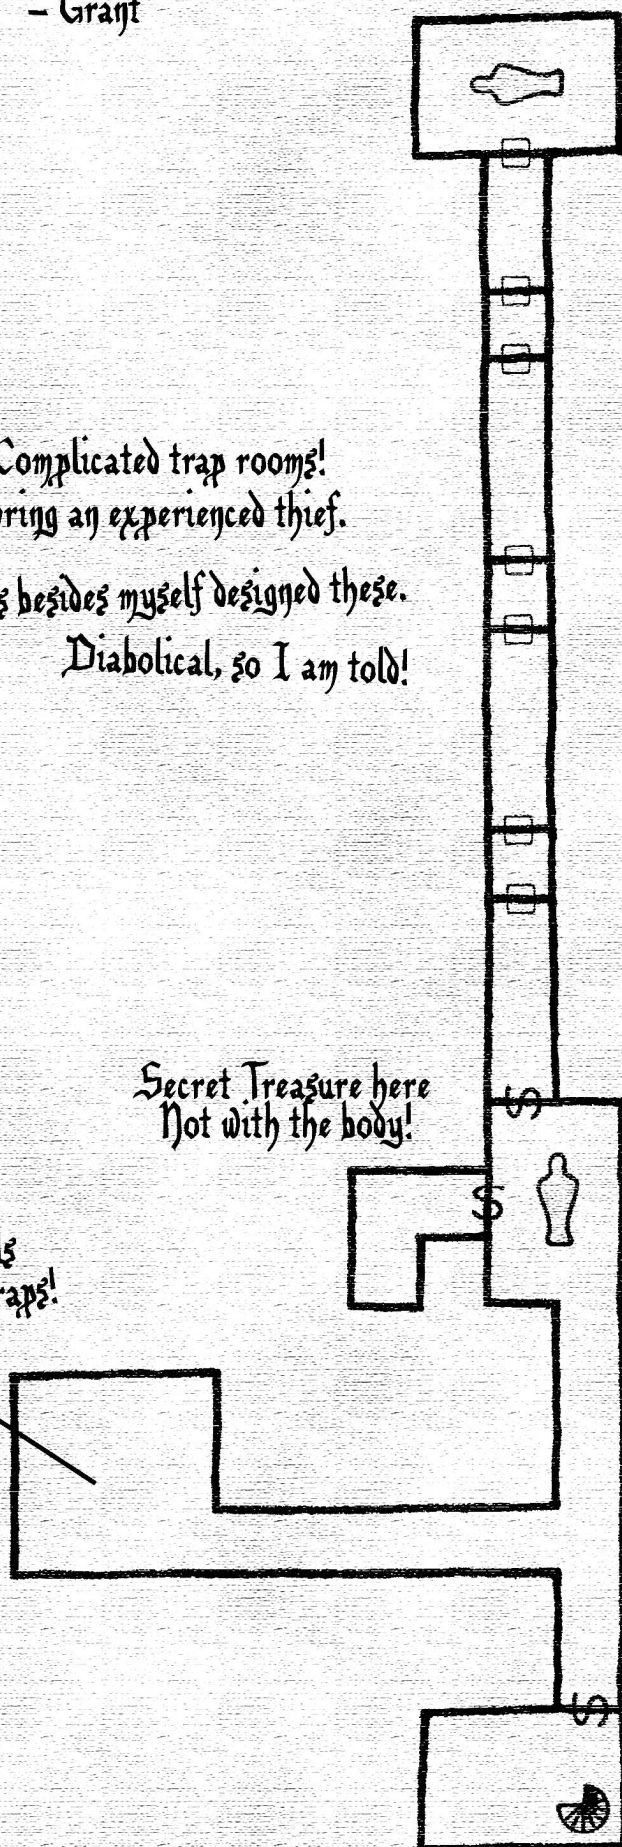 – Grant
Complicated trap rooms!
bring an experienced thief.
besides myself designed these.
Diabolical, so I am told!
Secret Treasure here
Not with the body!
S
S
raps!
S